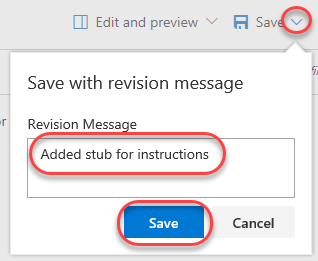 Edit and preview Save
Save with revision message
Revision Message
Added stub for instructions
Save Cancel